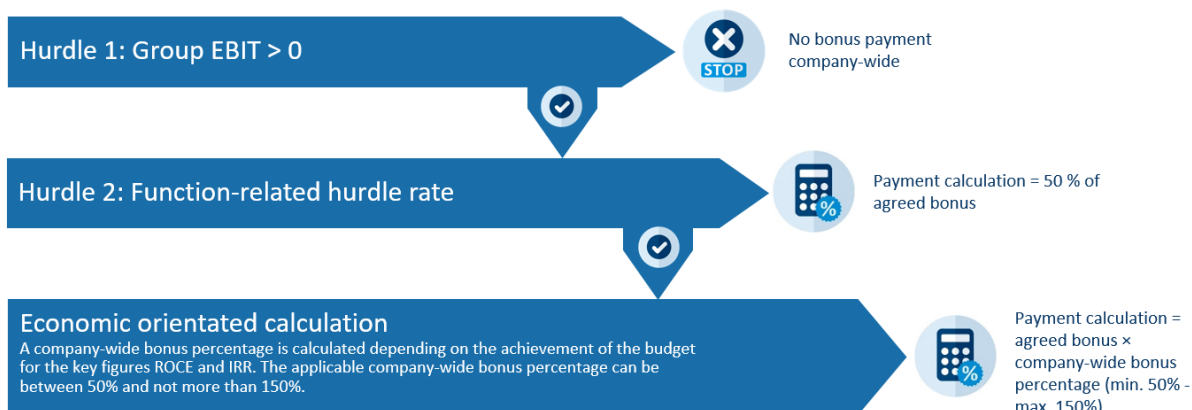 Hurdle 1: Group EBIT > 0
STOP
No bonus payment
company-wide
Hurdle 2: Function-related hurdle rate
%
Payment calculation = 50 % of
agreed bonus
Economic orientated calculation
A company-wide bonus percentage is calculated depending on the achievement of the budget
for the key figures ROCE and IRR. The applicable company-wide bonus percentage can be
between 50% and not more than 150%.
%
Payment calculation =
agreed bonus ×
company-wide bonus
percentage (min. 50% -
max. 150%)